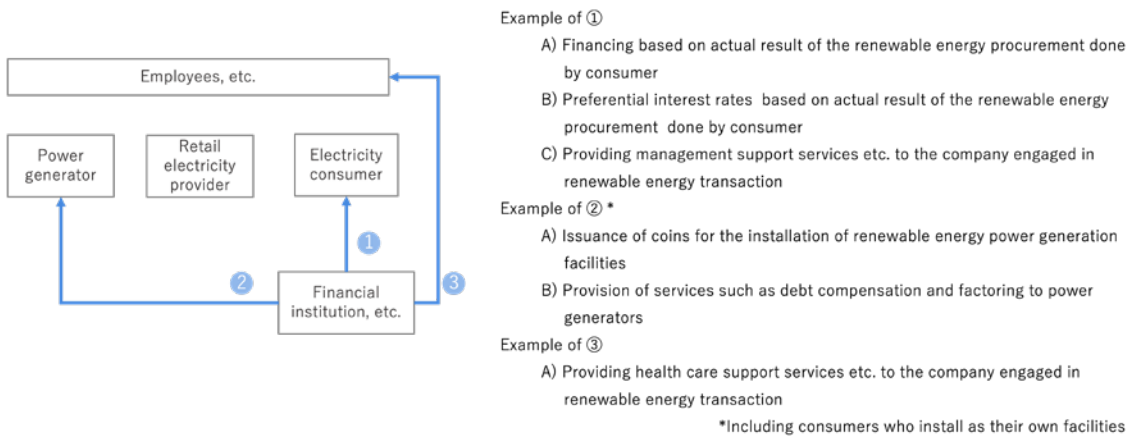 Employees, etc.
Power
generator
Retail
electricity
provider
Electricity
consumer
①
②
③
Financial
institution, etc.
Example of ①
A) Financing based on actual result of the renewable energy procurement done
by consumer
B) Preferential interest rates based on actual result of the renewable energy
procurement done by consumer
C) Providing management support services etc. to the company engaged in
renewable energy transaction
Example of ② *
A) Issuance of coins for the installation of renewable energy power generation
facilities
B) Provision of services such as debt compensation and factoring to power
generators
Example of ③
A) Providing health care support services etc. to the company engaged in
renewable energy transaction
*Including consumers who install as their own facilities